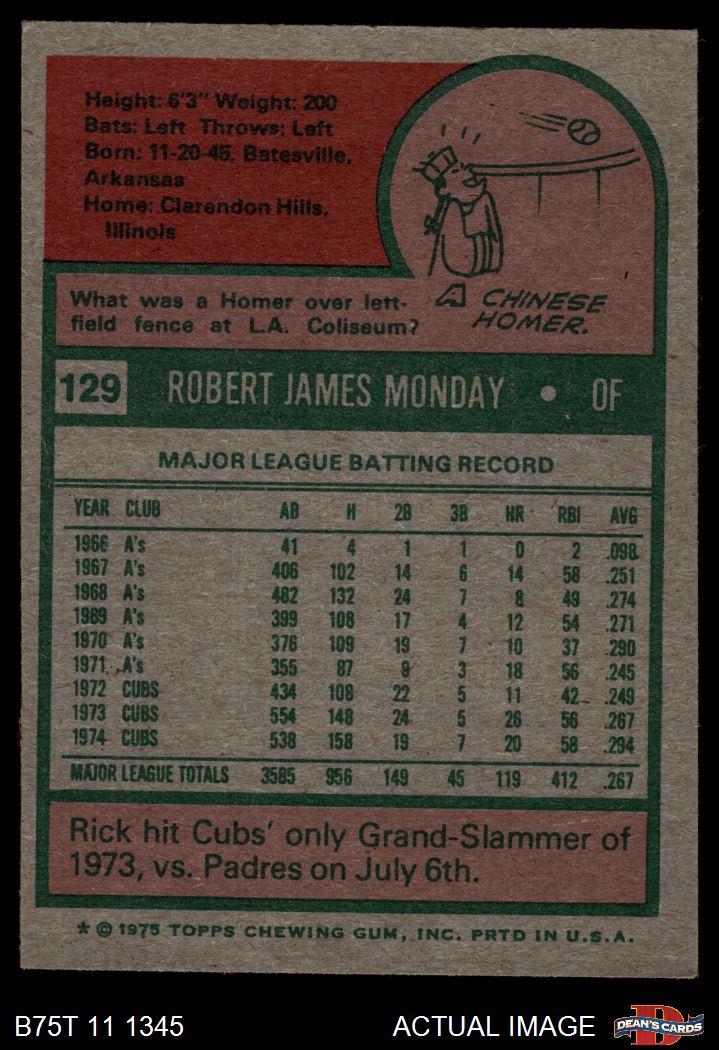 Height: 6'3" Weight: 200
Bats: Left Throws: Left
Born: 11-20-45, Batesville,
Arkansas
Home: Clarendon Hills,
Illinois
What was a Homer over left-
field fence at L.A. Coliseum?
A CHINESE
HOMER.
129 ROBERT JAMES MONDAY • OF
MAJOR LEAGUE BATTING RECORD
YEAR CLUB AB H 2B 3B HR RBI AVG
1966 A's 41 4 1 1 0 2 .098
1967 A's 406 102 14 6 14 58 .251
1968 A's 482 132 24 7 8 49 .274
1969 A's 399 108 17 4 12 54 .271
1970 A's 376 109 19 7 10 37 .290
1971 A's 355 87 9 3 18 56 .245
1972 CUBS 434 108 22 5 11 42 .249
1973 CUBS 554 148 24 5 26 56 .267
1974 CUBS 538 158 19 7 20 58 .294
MAJOR LEAGUE TOTALS 3585 956 149 45 119 412 .267
Rick hit Cubs' only Grand-Slammer of
1973, vs. Padres on July 6th.
* © 1975 TOPPS CHEWING GUM, INC. PRTD IN U.S.A.
B75T 11 1345
ACTUAL IMAGE
D
DEAN'S CARDS